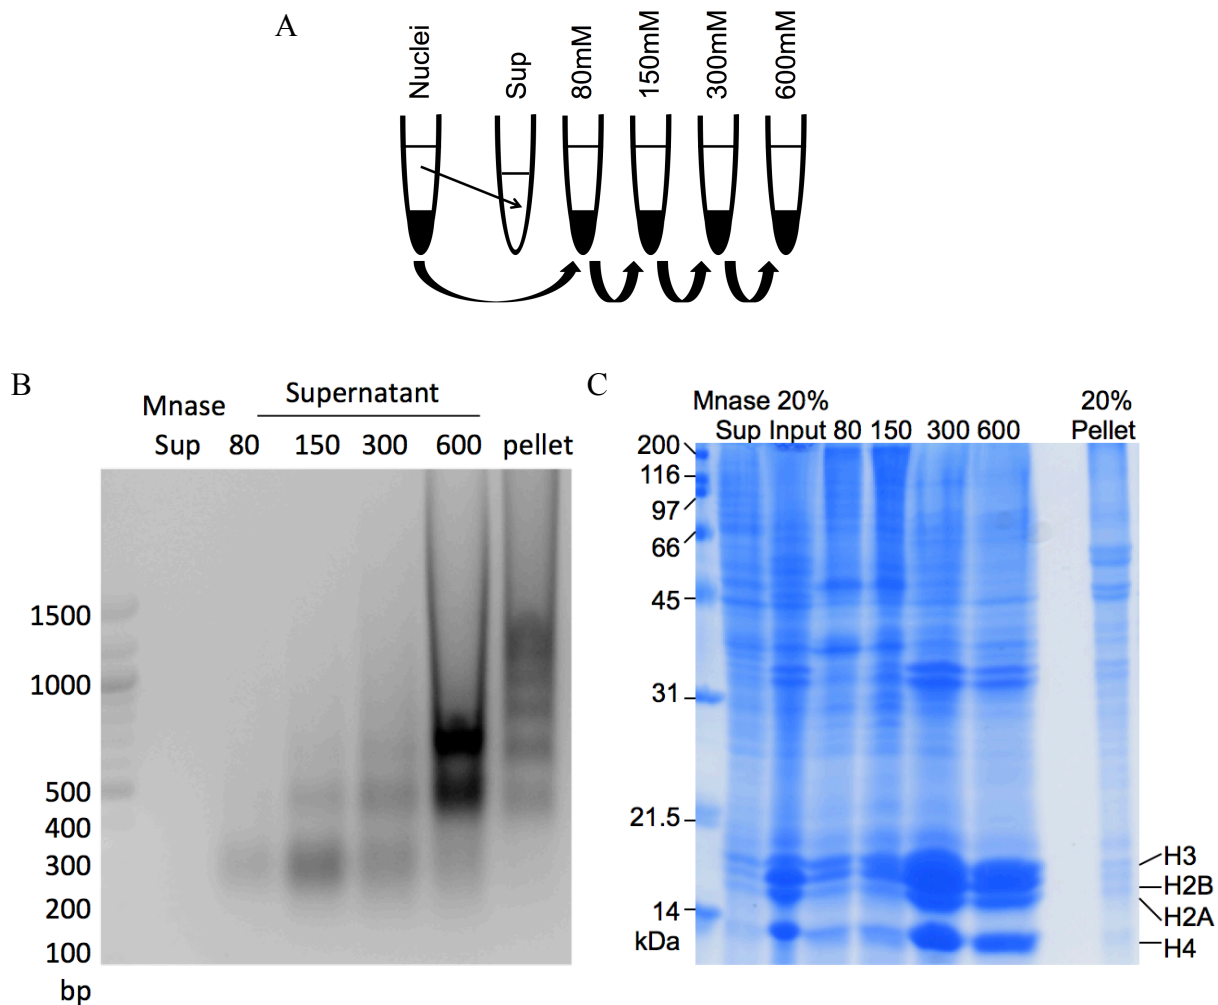 A
Nuclei
Sup
80mM
150mM
300mM
600mM
B
Mnase
Supernatant
Sup 80 150 300 600 pellet
1500
1000
500
400
300
200
100
bp
C
Mnase 20% 20%
Sup Input 80 150 300 600 Pellet
200
116
97
66
45
31
21.5
14
kDa
H3
H2B
H2A
H4